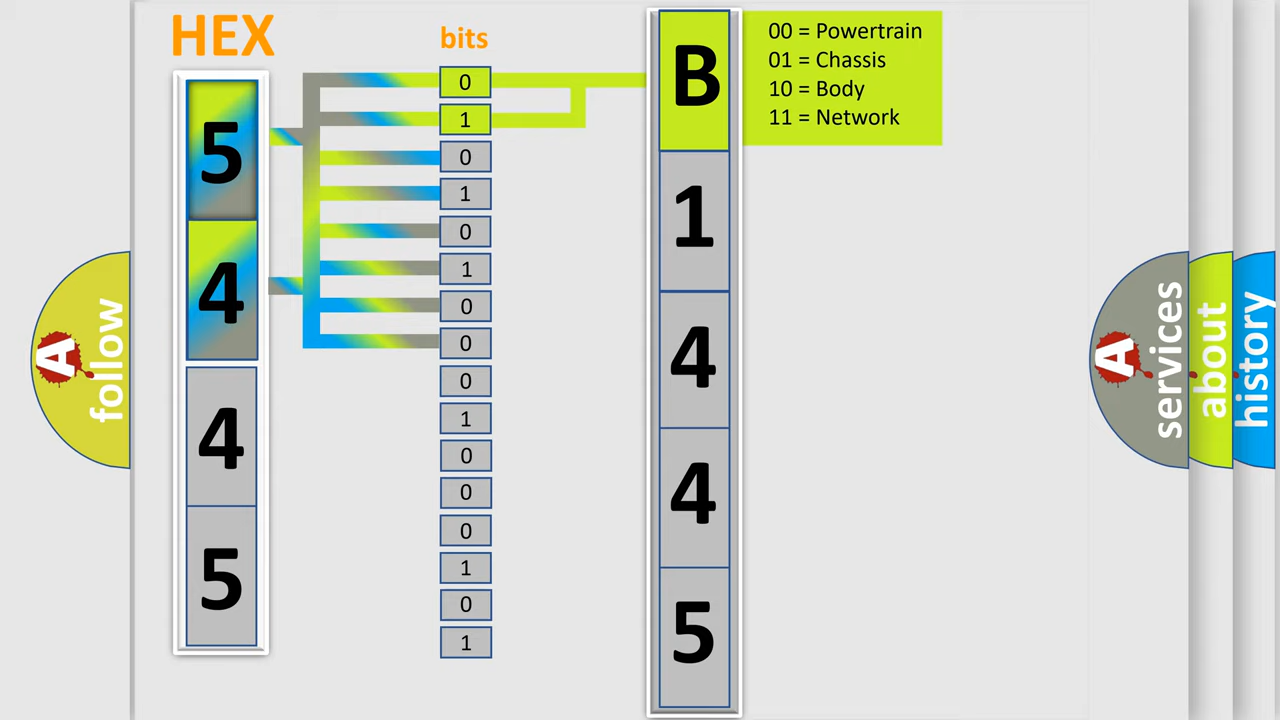 HEX
bits
5
4
4
5
0
1
0
1
0
1
0
0
0
1
0
0
0
1
0
1
B
1
4
4
5
00 = Powertrain
01 = Chassis
10 = Body
11 = Network
A
follow
A
services
about
history